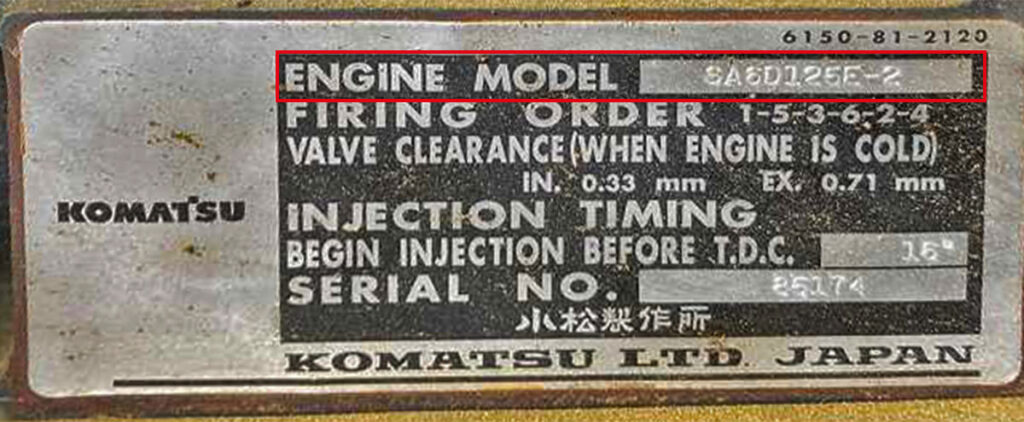 6150-81-2120
ENGINE MODEL SA6D125E-2
FIRING ORDER 1-5-3-6-2-4
VALVE CLEARANCE (WHEN ENGINE IS COLD)
IN. 0.33 mm EX. 0.71 mm
KOMATSU
INJECTION TIMING
BEGIN INJECTION BEFORE T.D.C.
SERIAL NO.
小松製作所
KOMATSU LTD. JAPAN